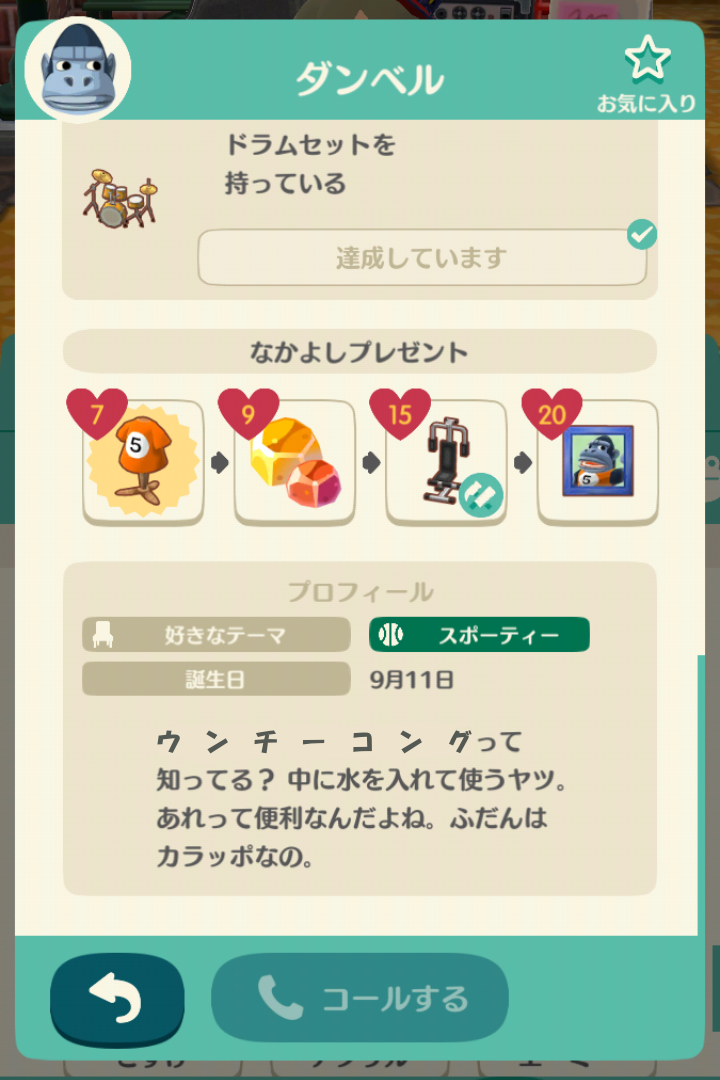 ダンベル
お気に入り
ドラムセットを
持っている
達成しています
なかよしプレゼント
7
9
15
20
5
5
プロフィール
好きなテーマ
スポーティー
誕生日
9月11日
ウンチーコングって
知ってる？ 中に水を入れて使うヤツ。
あれって便利なんだよね。ふだんは
カラッポなの。
コールする